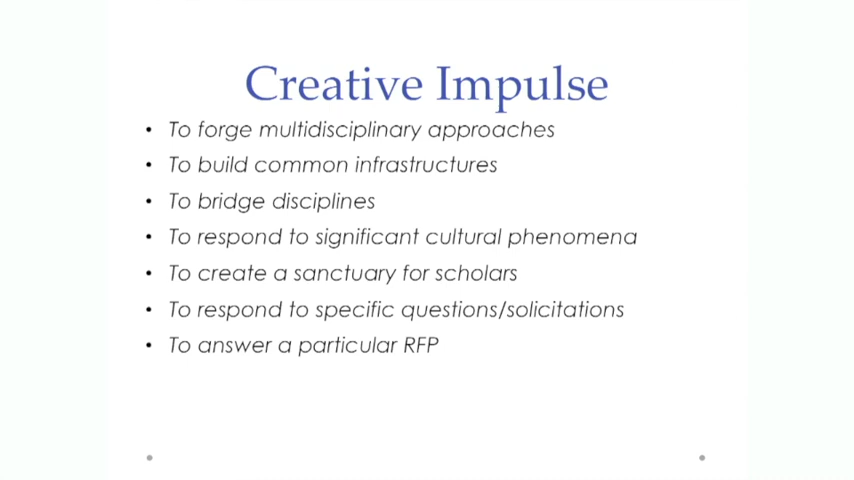 Creative Impulse
• To forge multidisciplinary approaches
• To build common infrastructures
• To bridge disciplines
• To respond to significant cultural phenomena
• To create a sanctuary for scholars
• To respond to specific questions/solicitations
• To answer a particular RFP